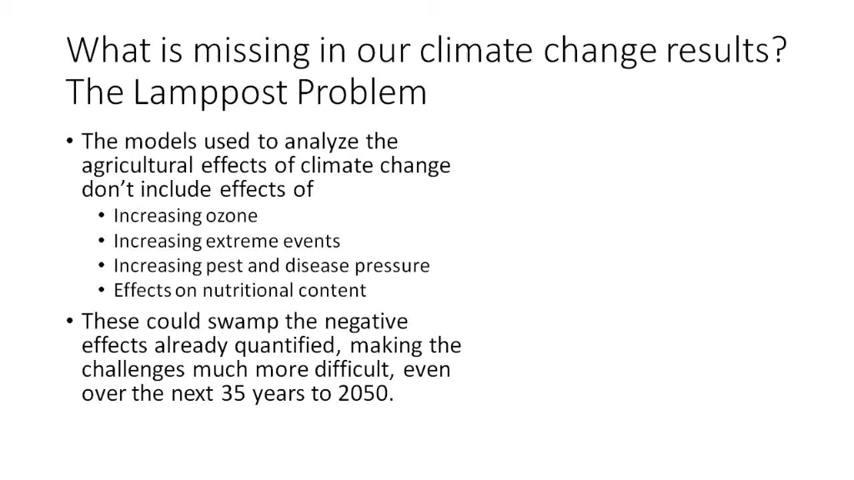 What is missing in our climate change results?
The Lamppost Problem
• The models used to analyze the
agricultural effects of climate change
don't include effects of
• Increasing ozone
• Increasing extreme events
• Increasing pest and disease pressure
• Effects on nutritional content
• These could swamp the negative
effects already quantified, making the
challenges much more difficult, even
over the next 35 years to 2050.